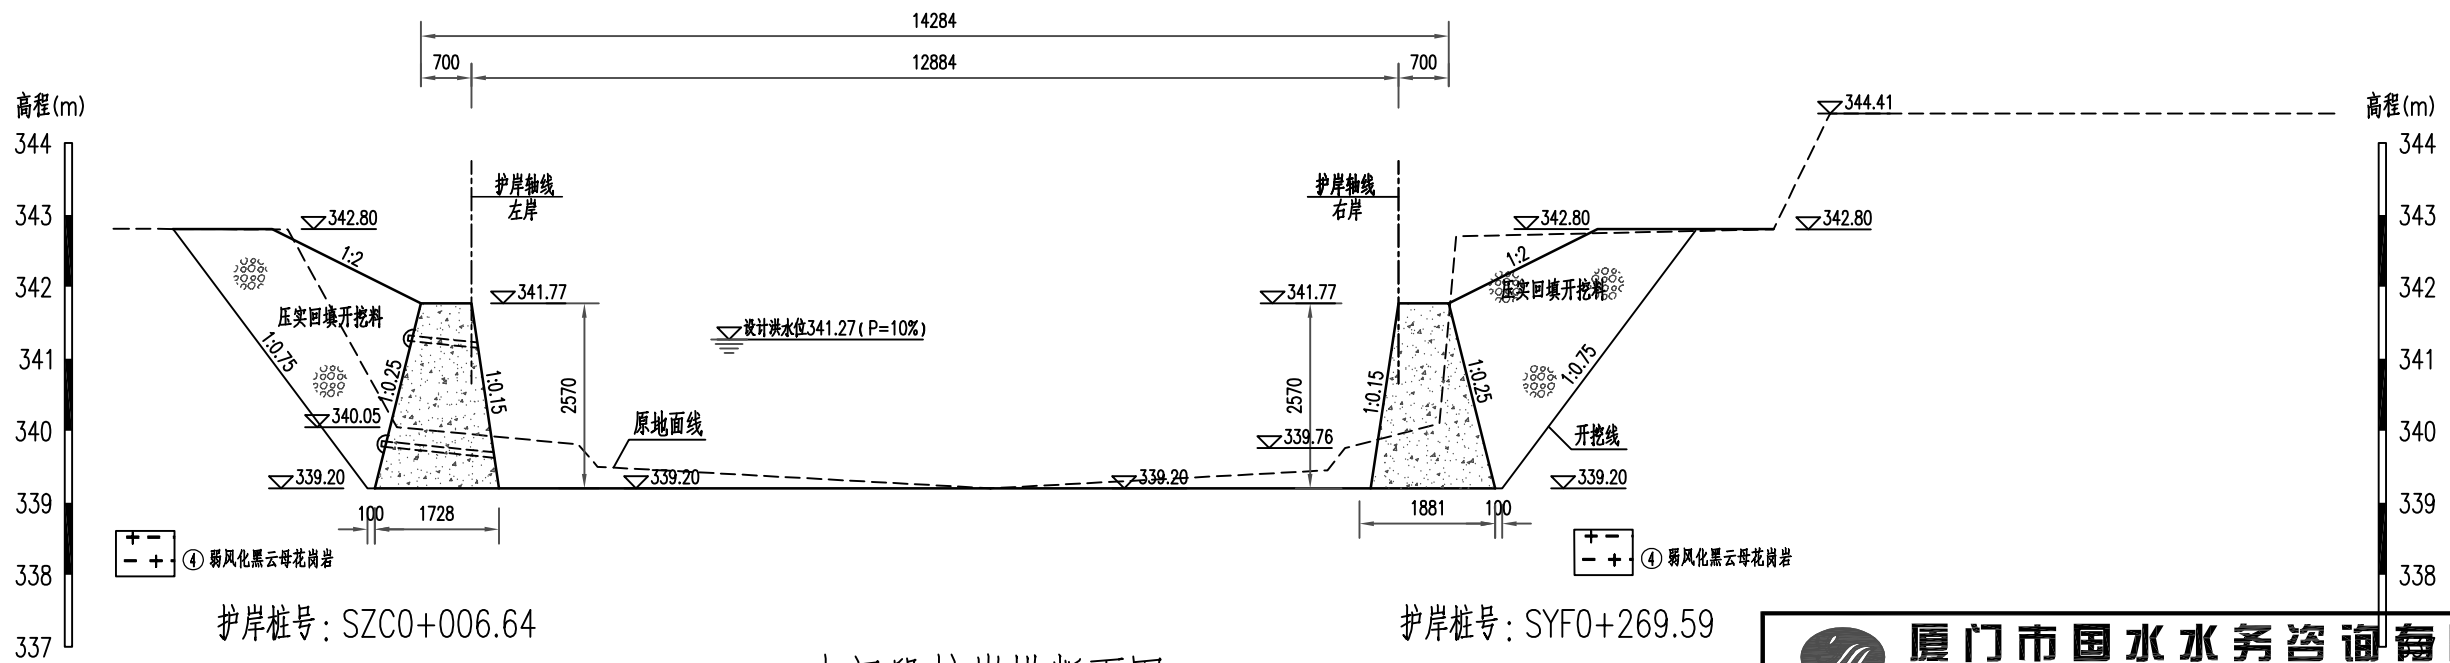 14284
700 12884 700
高程(m) 高程(m)
344.41
344 344
护岸轴线 护岸轴线
左岸 右岸
343 342.80 342.80 342.80 343
1:2 1:2
342 341.77 341.77 342
压实回填开挖料 压实回填开挖料
设计洪水位341.27(P=10%)
1:0.75 1:0.25 1:0.15 2570 2570 1:0.15 1:0.25 1:0.75
341 341
340.05 原地面线 339.76 开挖线
340 340
339.20 339.20 339.20 339.20
339 100 1728 1881 100 339
④ 弱风化黑云母花岗岩 ④ 弱风化黑云母花岗岩
338 338
护岸桩号: SZC0+006.64 护岸桩号: SYF0+269.59
337
厦门市国水水务咨询有